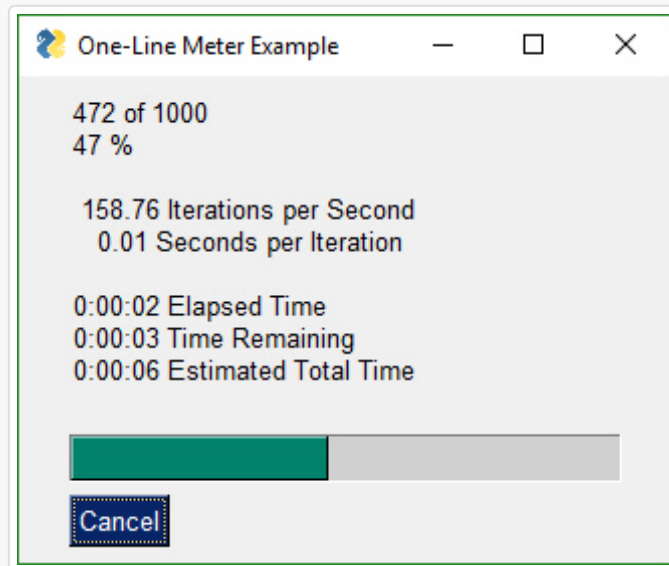 One-Line Meter Example
472 of 1000
47 %
158.76 Iterations per Second
0.01 Seconds per Iteration
0:00:02 Elapsed Time
0:00:03 Time Remaining
0:00:06 Estimated Total Time
Cancel